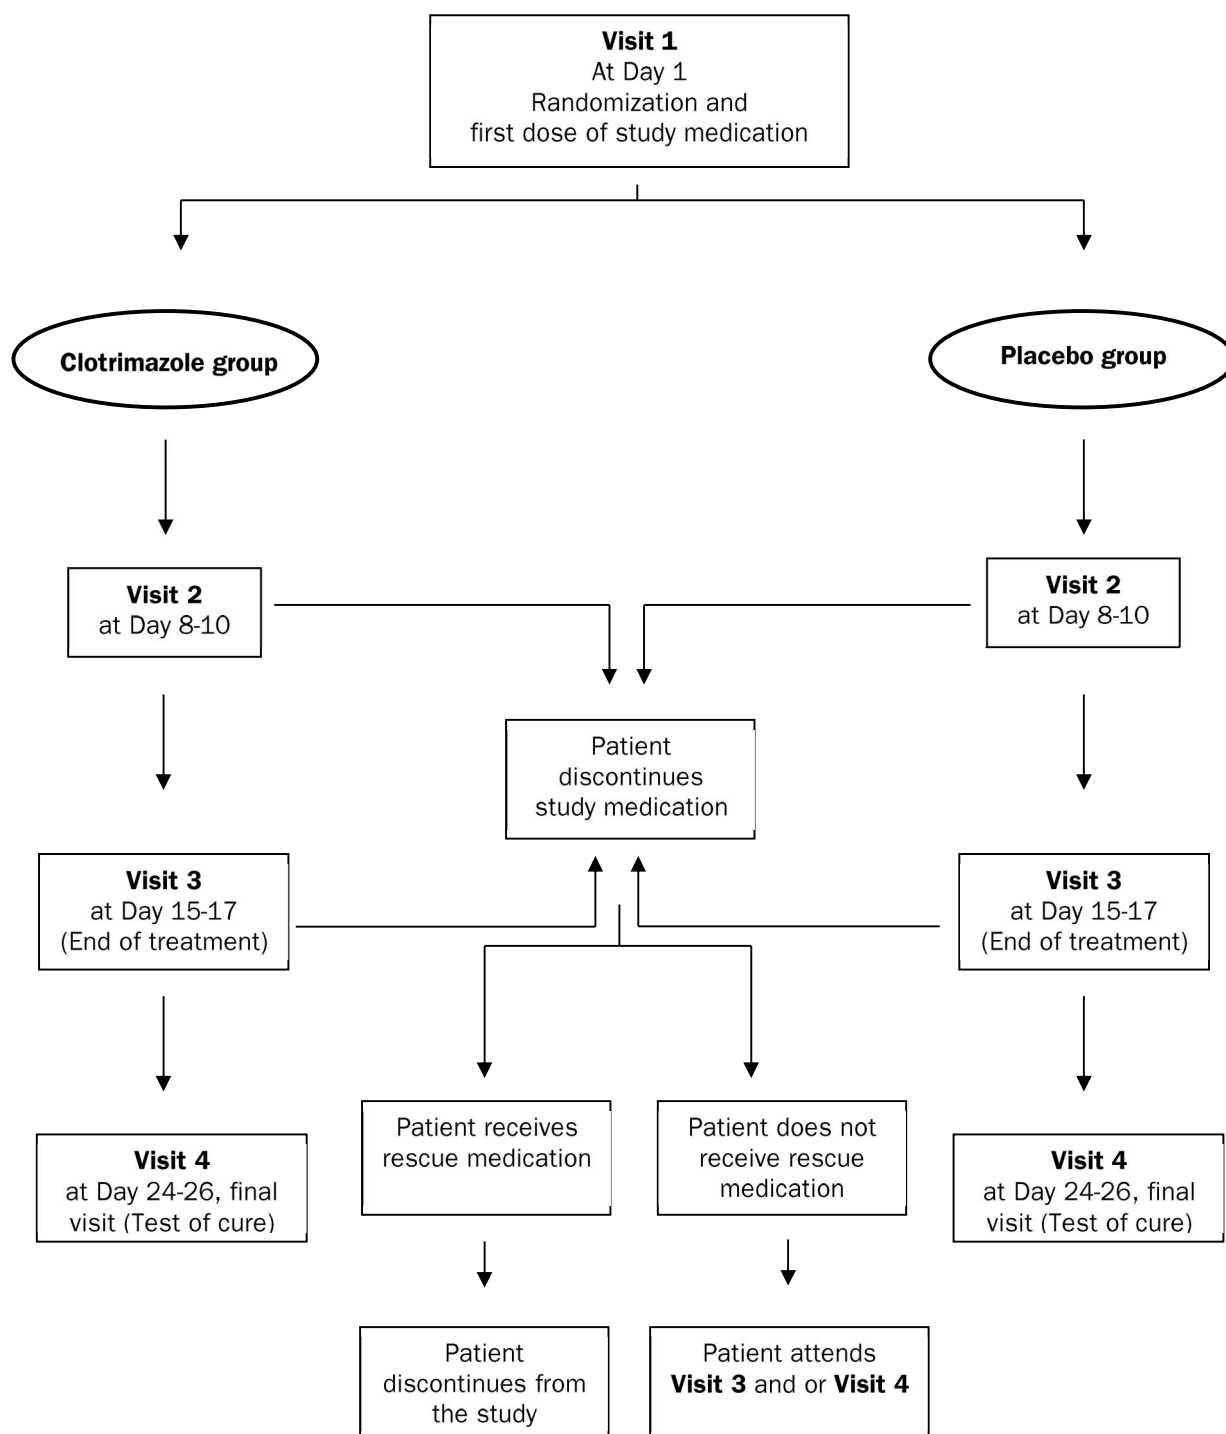 Visit 1
At Day 1
Randomization and
first dose of study medication
Clotrimazole group
Placebo group
Visit 2
at Day 8-10
Visit 2
at Day 8-10
Patient
discontinues
study medication
Visit 3
at Day 15-17
(End of treatment)
Visit 3
at Day 15-17
(End of treatment)
Patient receives
rescue medication
Patient does not
receive rescue
medication
Visit 4
at Day 24-26, final
visit (Test of cure)
Visit 4
at Day 24-26, final
visit (Test of cure)
Patient
discontinues from
the study
Patient attends
Visit 3 and or Visit 4